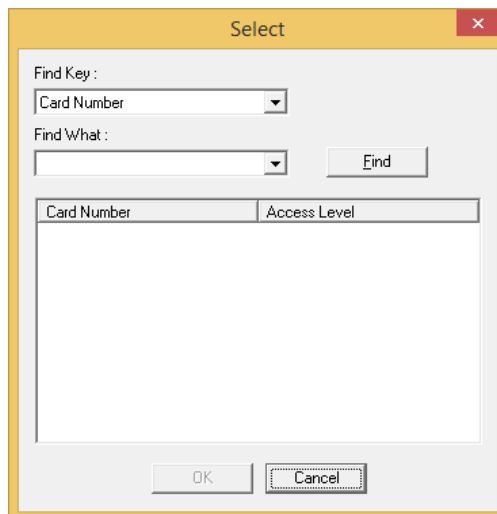 Select
Find Key :
Card Number
Find What :
Find
Card Number Access Level
OK Cancel